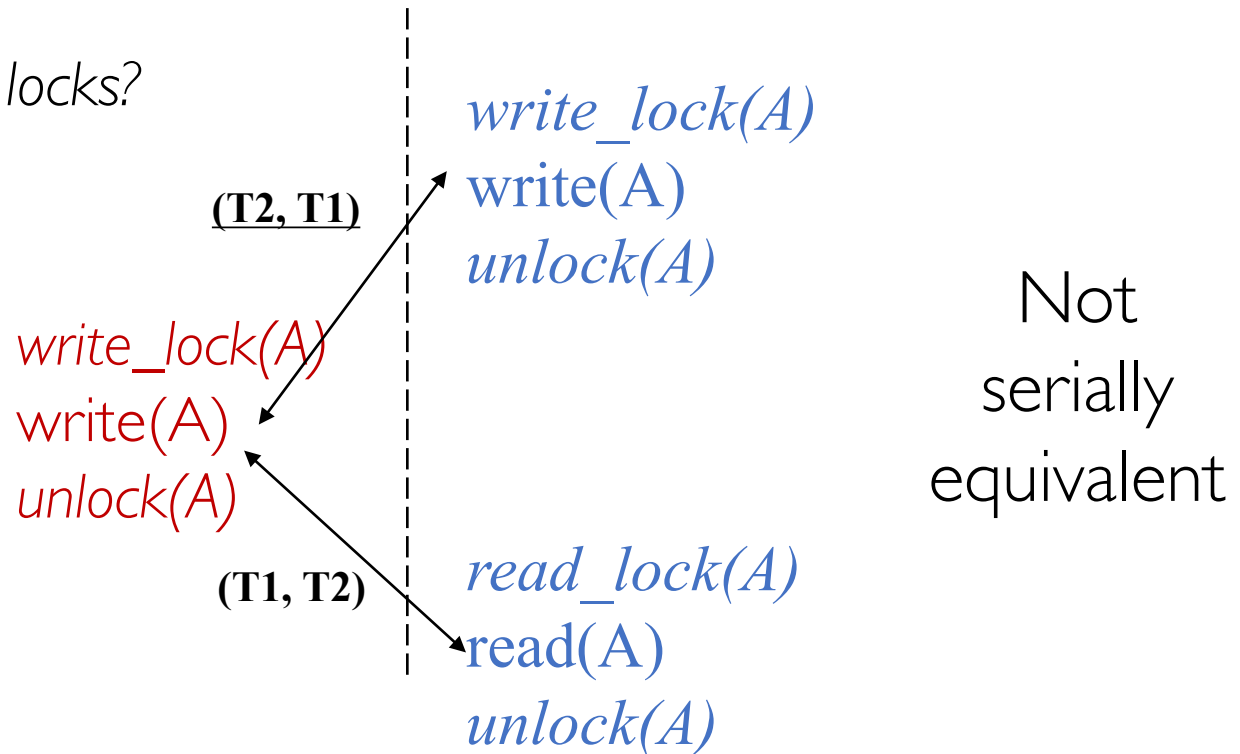 locks?
write_lock(A)
write(A)
unlock(A)
(T2, T1)
write_lock(A)
write(A)
unlock(A)
(T1, T2)
read_lock(A)
read(A)
unlock(A)
Not
serially
equivalent